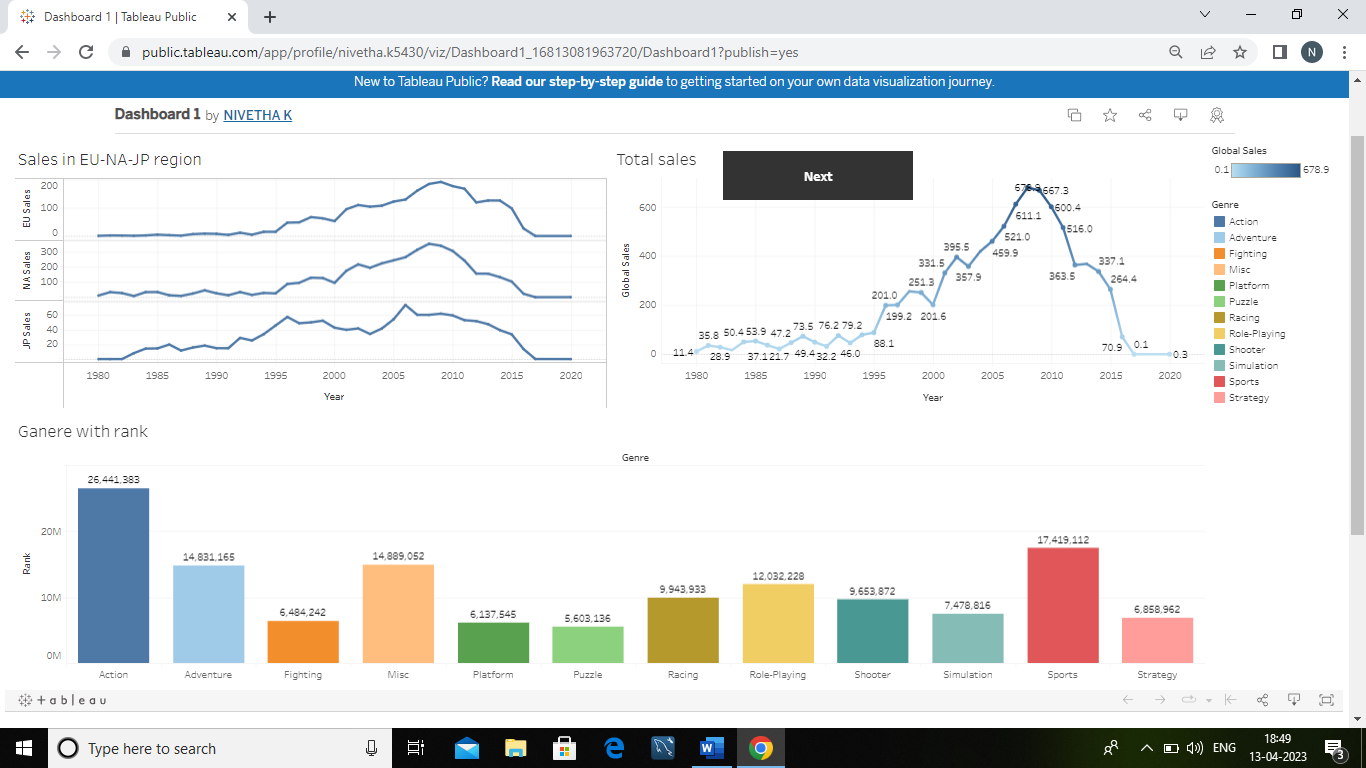 Dashboard 1 | Tableau Public
public.tableau.com/app/profile/nivetha.k5430/viz/Dashboard1_16813081963720/Dashboard1?publish=yes
N
New to Tableau Public? Read our step-by-step guide to getting started on your own data visualization journey.
Dashboard 1 by NIVETHA K
Sales in EU-NA-JP region
EU Sales
200
100
0
NA Sales
300
200
100
JP Sales
60
40
20
1980 1985 1990 1995 2000 2005 2010 2015 2020
Year
Total sales
Next
Global Sales
600
400
200
0
11.4 35.8 28.9 50.4 53.9 37.1 21.7 47.2 73.5 49.4 32.2 76.2 46.0 79.2 88.1 201.0 199.2 251.3 201.6 331.5 395.5 357.9 459.9 521.0 611.1 667.3 600.4 516.0 363.5 337.1 264.4 70.9 0.1 0.3
1980 1985 1990 1995 2000 2005 2010 2015 2020
Year
Global Sales
0.1 678.9
Genre
Action
Adventure
Fighting
Misc
Platform
Puzzle
Racing
Role-Playing
Shooter
Simulation
Sports
Strategy
Ganere with rank
Genre
Rank
20M
10M
0M
26,441,383 14,831,165 6,484,242 14,889,052 6,137,545 5,603,136 9,943,933 12,032,228 9,653,872 7,478,816 17,419,112 6,858,962
Action Adventure Fighting Misc Platform Puzzle Racing Role-Playing Shooter Simulation Sports Strategy
+ableau
Type here to search
ENG
18:49
13-04-2023
3